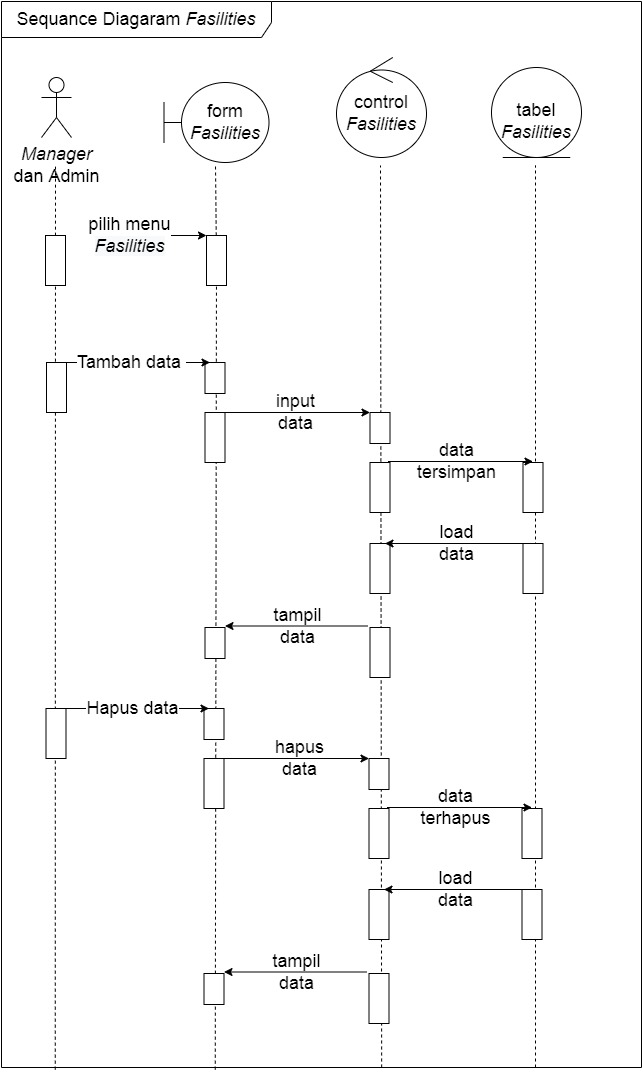 Sequance Diagaram Fasilities
form
Fasilities
control
Fasilities
tabel
Fasilities
Manager
dan Admin
pilih menu
Fasilities
Tambah data
input
data
data
tersimpan
load
data
tampil
data
Hapus data
hapus
data
data
terhapus
load
data
tampil
data